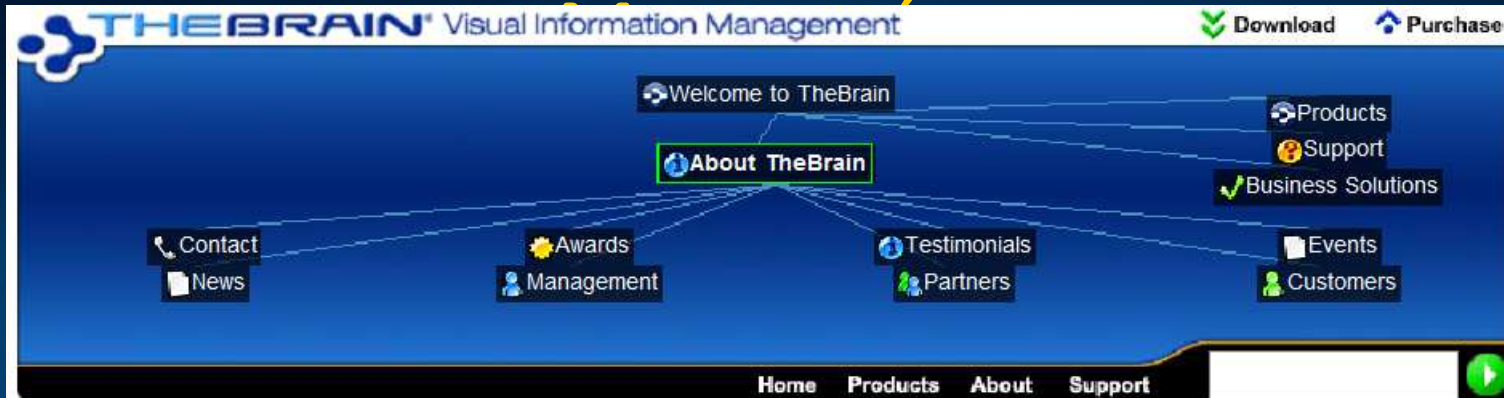 THEBRAIN Visual Information Management
Download Purchase
Welcome to TheBrain
Products
Support
Business Solutions
About TheBrain
Contact Awards Testimonials Events
News Management Partners Customers
Home Products About Support